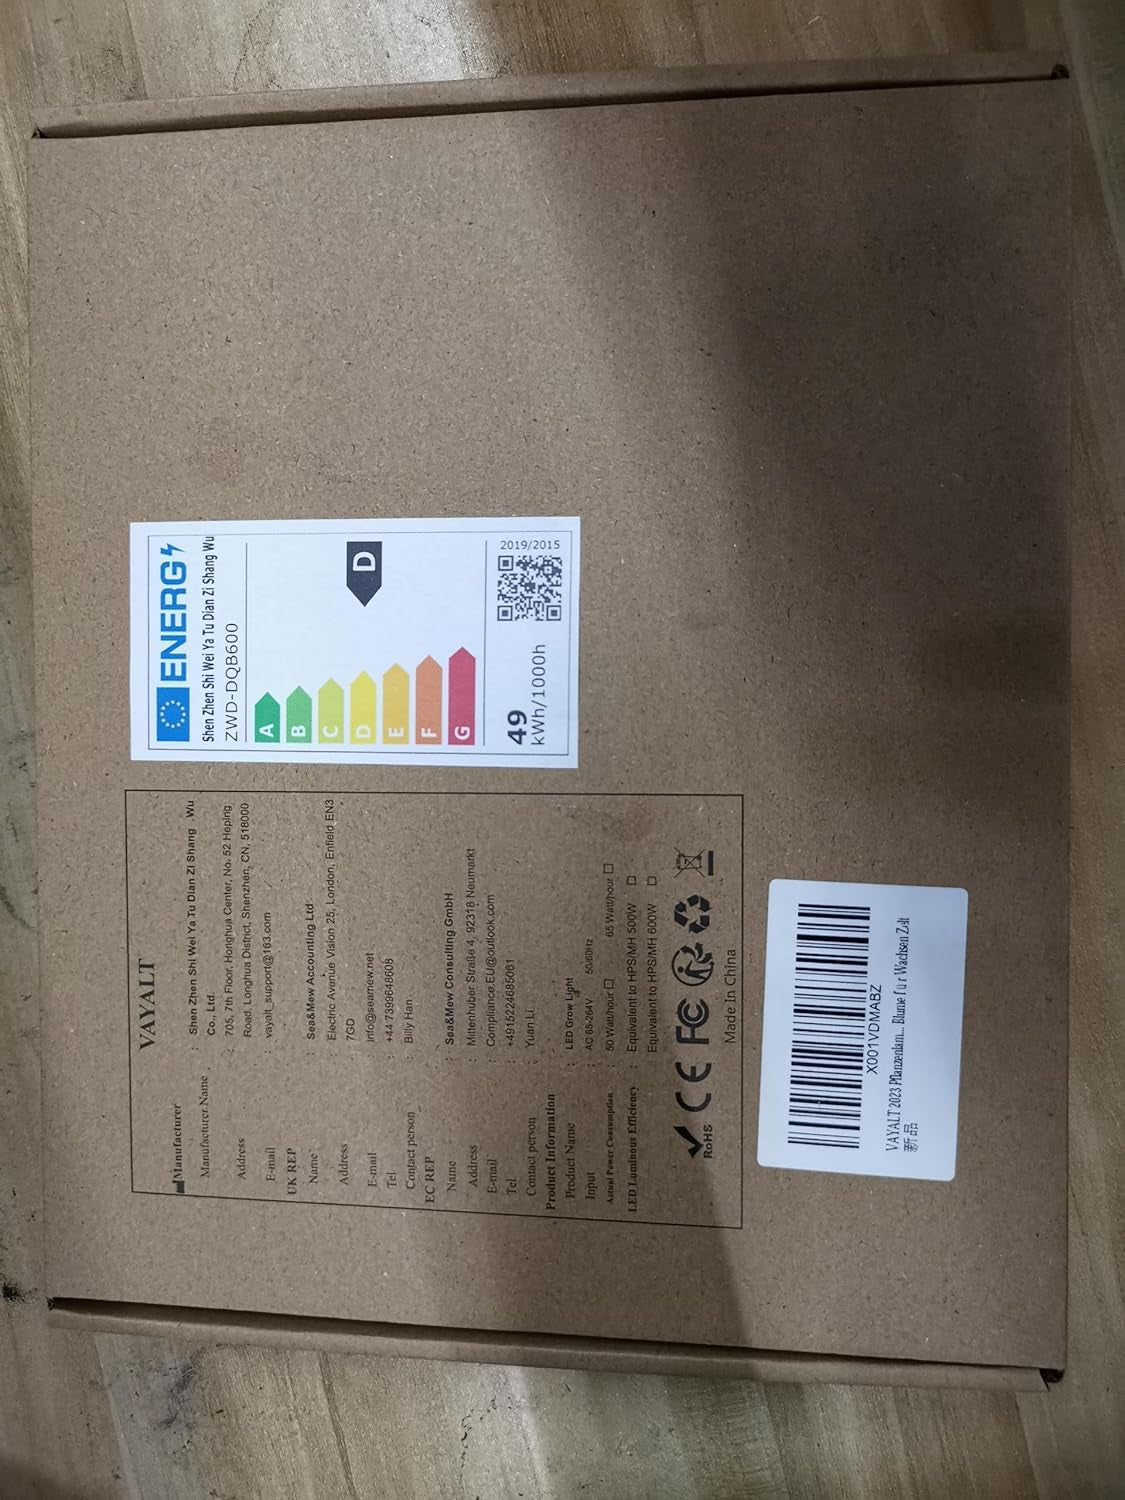 VAYALT
Manufacturer
Manufacturer Name : Shen Zhen Shi Wei Ya Tu Dian Zi Shang Wu
Co., Ltd.
Address : 705, 7th Floor, Honghua Center, No. 52 Heping
Road, Longhua District, Shenzhen, CN, 518000
E-mail : vayalt_support@163.com
UK REP
Name : Sea&Mew Accounting Ltd
Address : Electric Avenue Vision 25, London, Enfield EN3
7GD
E-mail : info@seamew.net
Tel : +44 7399648608
Contact person : Billy Han
EC REP
Name : Sea&Mew Consulting GmbH
Address : Mittenhuber Straße 4, 92318 Neumarkt
E-mail : Compliance.EU@outlook.com
Tel : +4915224685081
Contact person : Yuan Li
Product Information
Product Name : LED Grow Light
Input : AC 85-264V 50/60Hz
Actual Power Consumption : 50 Watt/hour □ 65 Watt/hour □
LED Luminous Efficiency : Equivalent to HPS/MH 500W □
Equivalent to HPS/MH 600W □
RoHS CE FC
Made In China
ENERG
Shen Zhen Shi Wei Ya Tu Dian Zi Shang Wu
ZWD-DQB600
A
B
C
D
D
E
F
G
49
kWh/1000h
2019/2015
X001VDMABZ
VAYALT 2023 Pflanzenlam... Blume für Wachsen Zelt
新品